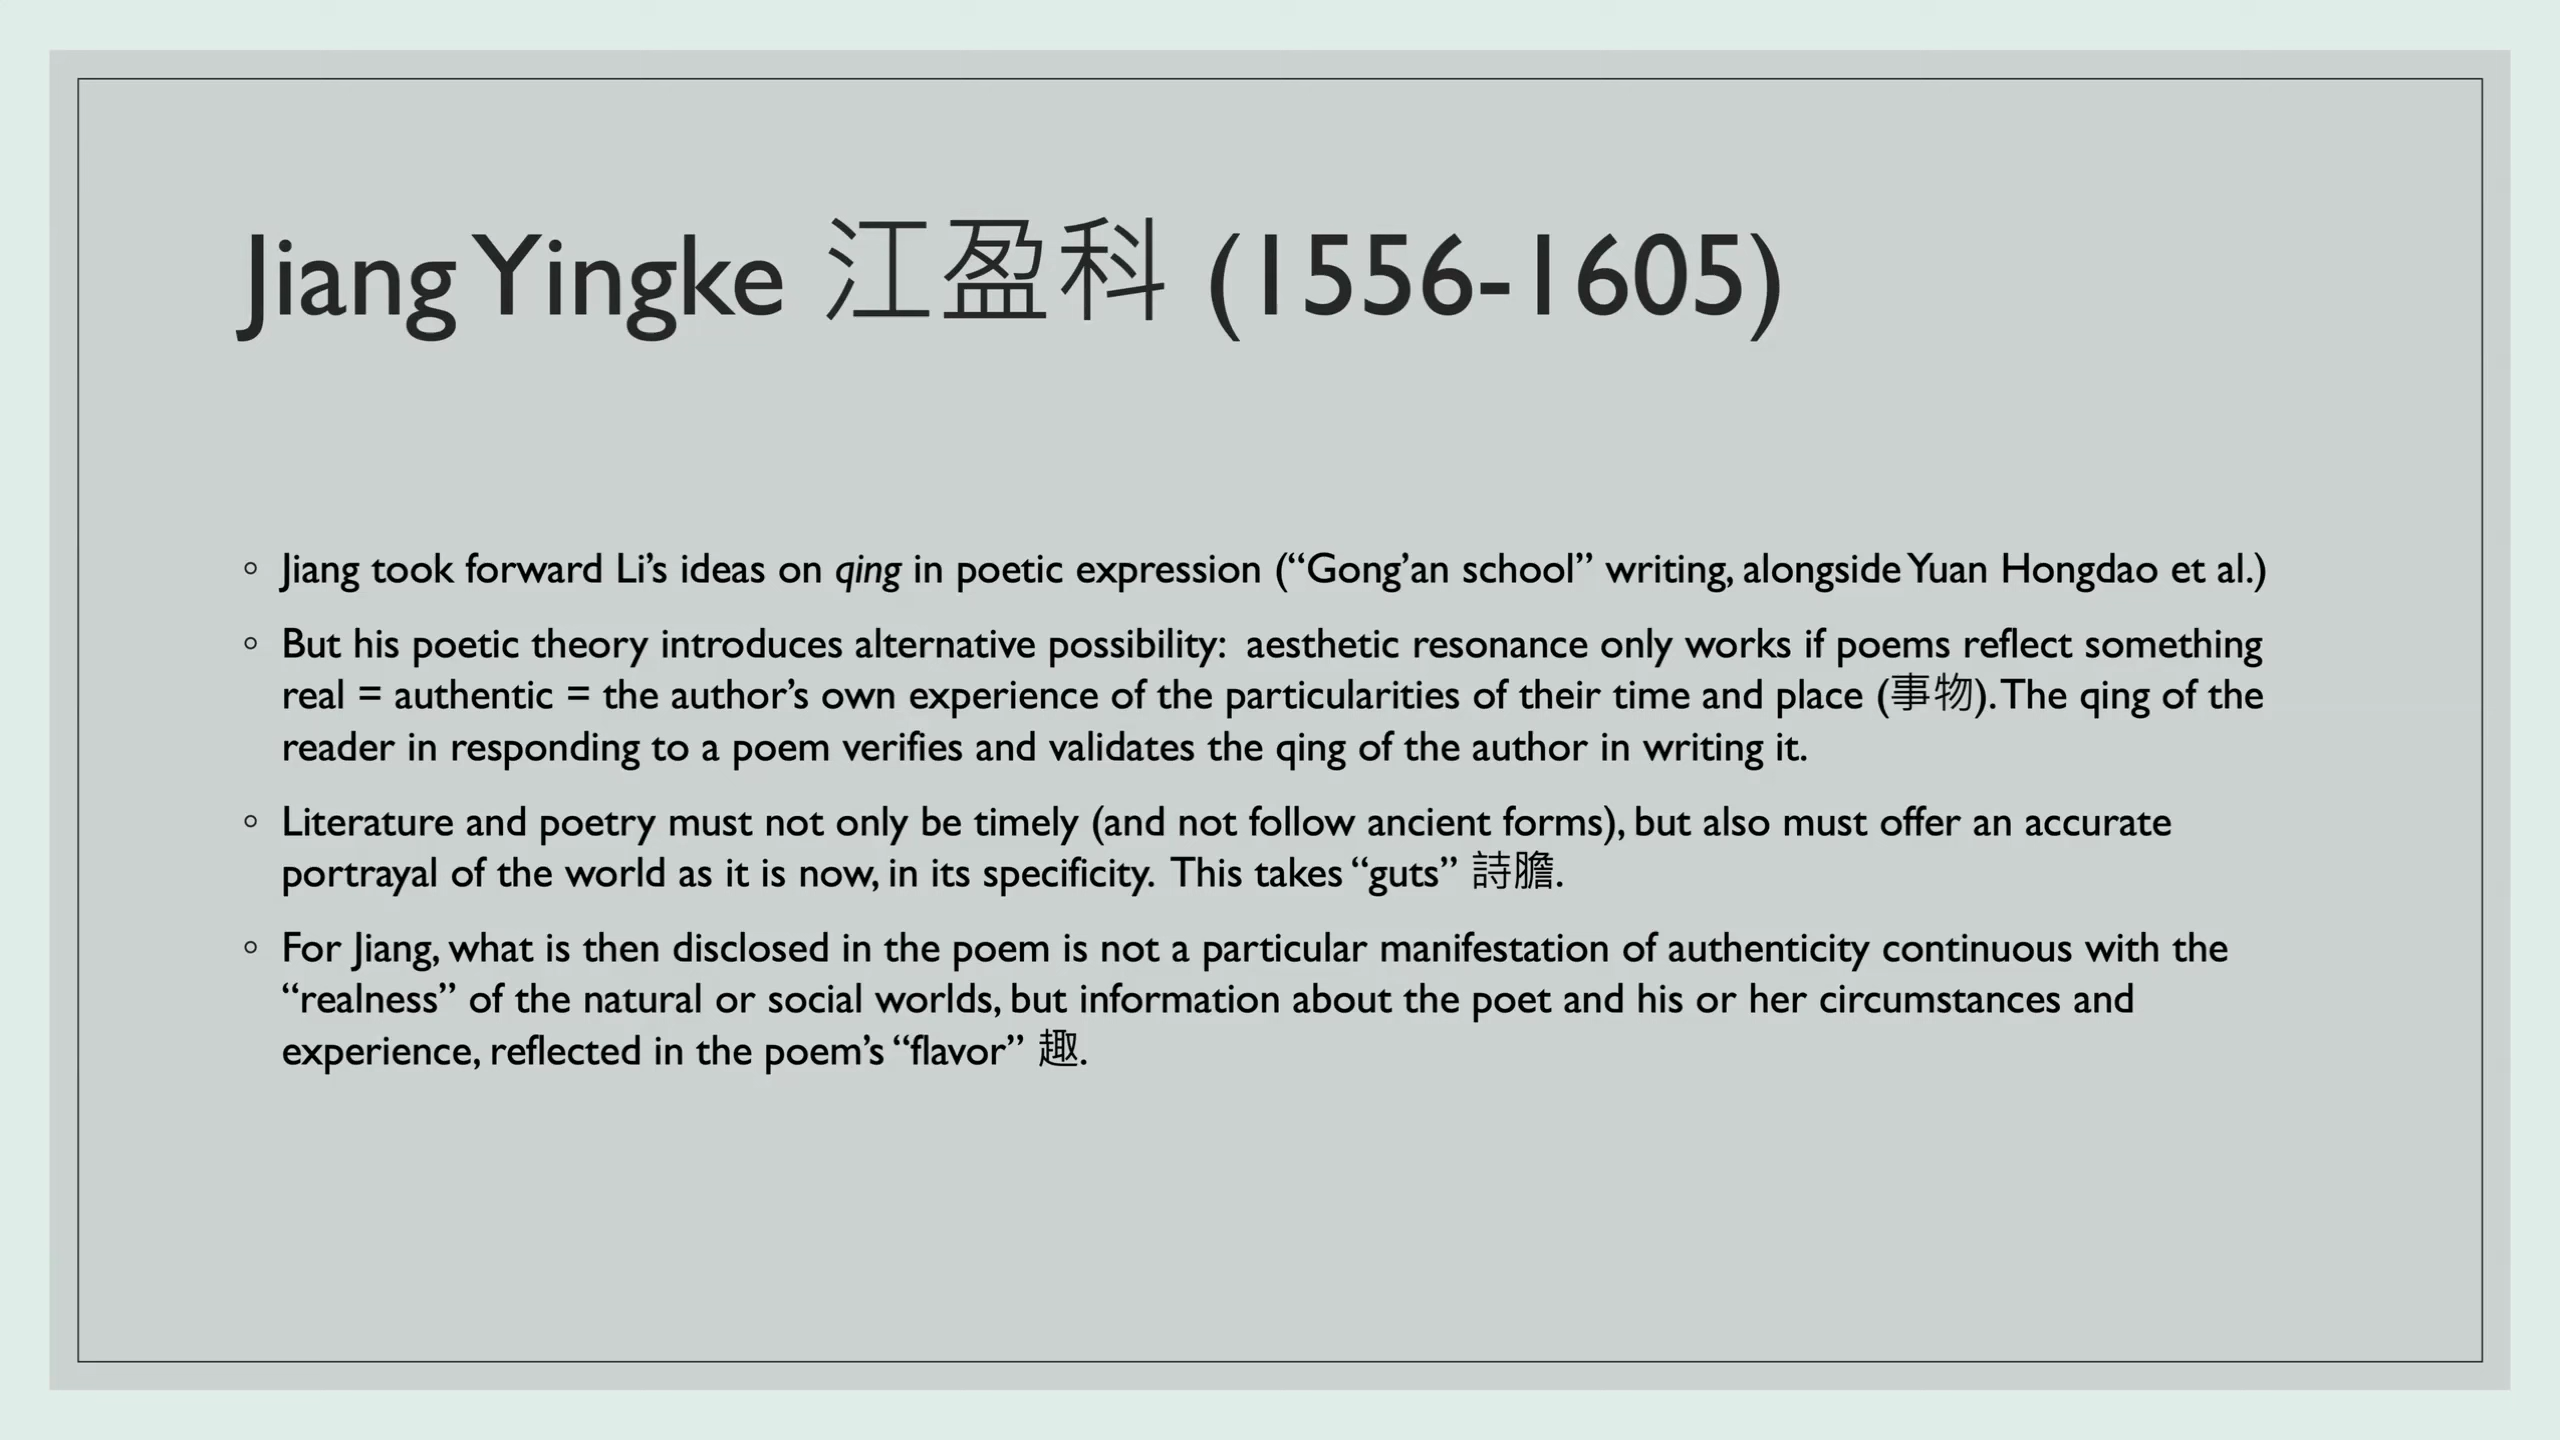 Jiang Yingke 江盈科 (1556-1605)
◦ Jiang took forward Li’s ideas on qing in poetic expression (“Gong’an school” writing, alongside Yuan Hongdao et al.)
◦ But his poetic theory introduces alternative possibility:  aesthetic resonance only works if poems reflect something
real = authentic = the author’s own experience of the particularities of their time and place (事物). The qing of the
reader in responding to a poem verifies and validates the qing of the author in writing it.
◦ Literature and poetry must not only be timely (and not follow ancient forms), but also must offer an accurate
portrayal of the world as it is now, in its specificity.  This takes “guts” 詩膽.
◦ For Jiang, what is then disclosed in the poem is not a particular manifestation of authenticity continuous with the
“realness” of the natural or social worlds, but information about the poet and his or her circumstances and
experience, reflected in the poem’s “flavor” 趣.